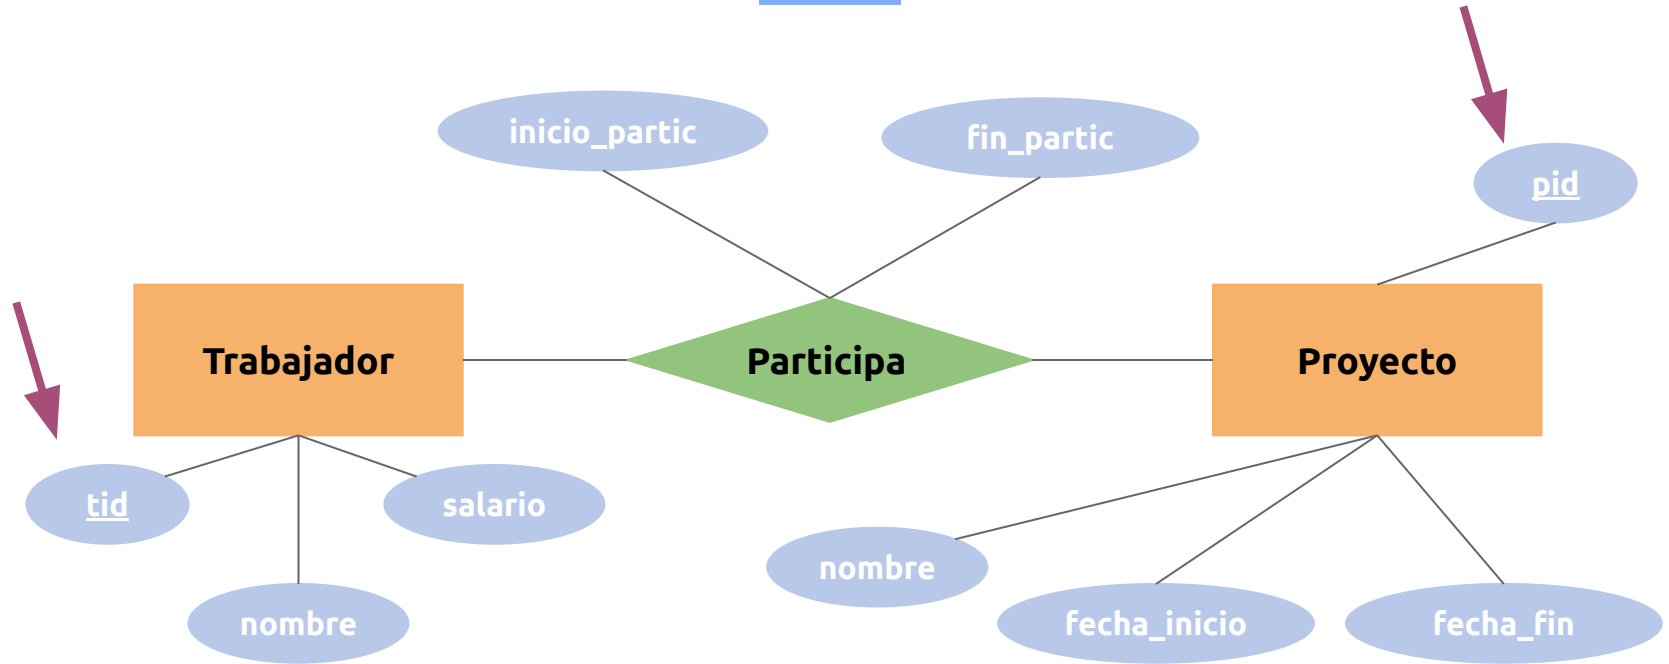 inicio_partic
fin_partic
pid
Trabajador
Participa
Proyecto
tid
salario
nombre
nombre
fecha_inicio
fecha_fin